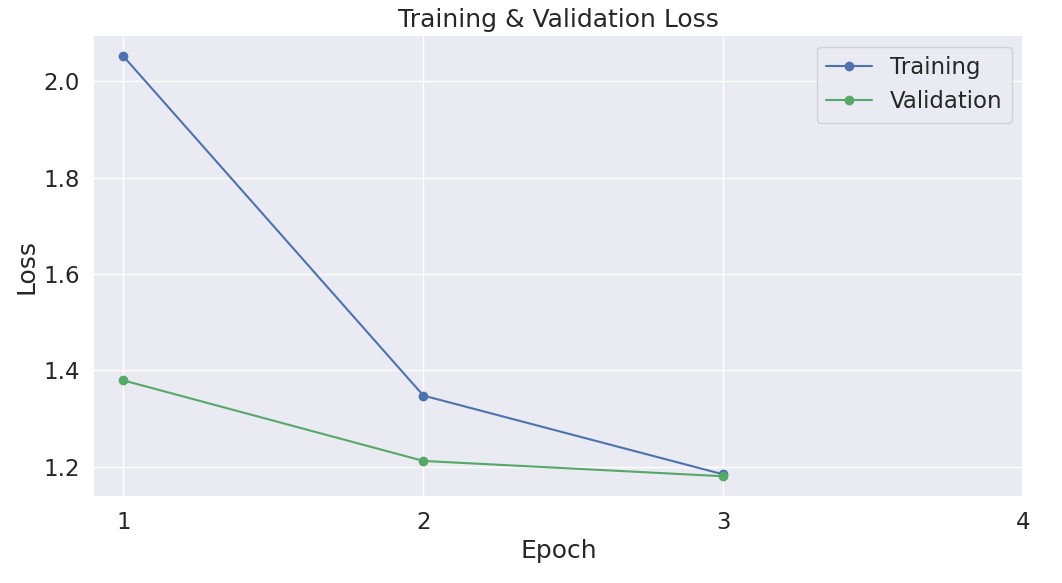 Training & Validation Loss
Training
Validation
2.0
1.8
1.6
1.4
1.2
Loss
1 2 3 4
Epoch